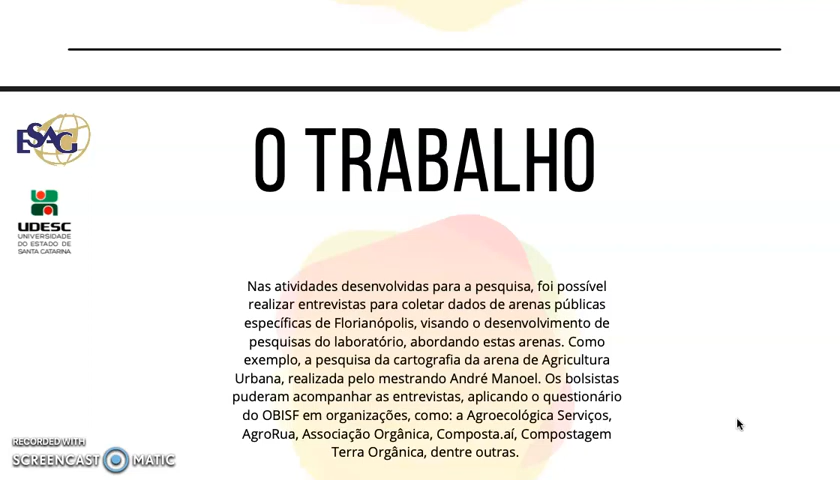 ESAG
UDESC
UNIVERSIDADE
DO ESTADO DE
SANTA CATARINA
O TRABALHO
Nas atividades desenvolvidas para a pesquisa, foi possível
realizar entrevistas para coletar dados de arenas públicas
específicas de Florianópolis, visando o desenvolvimento de
pesquisas do laboratório, abordando estas arenas. Como
exemplo, a pesquisa da cartografia da arena de Agricultura
Urbana, realizada pelo mestrando André Manoel. Os bolsistas
puderam acompanhar as entrevistas, aplicando o questionário
do OBISF em organizações, como: a Agroecológica Serviços,
AgroRua, Associação Orgânica, Composta.aí, Compostagem
Terra Orgânica, dentre outras.
RECORDED WITH
SCREENCAST MATIC